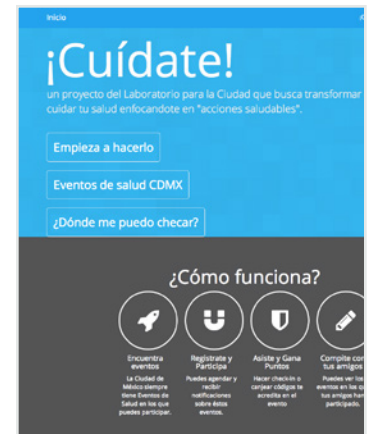 Inicio
¡Cuídate!
un proyecto del Laboratorio para la Ciudad que busca transformar
cuidar tu salud enfocandote en "acciones saludables".
Empieza a hacerlo
Eventos de salud CDMX
¿Dónde me puedo checar?
¿Cómo funciona?
Encuentra
eventos
La Ciudad de
México siempre
tiene Eventos de
Salud en los que
puedes participar.
Registrate y
Participa
Puedes agendar y
recibir
notificaciones
sobre éstos
eventos.
Asiste y Gana
Puntos
Hacer check-in o
canjear códigos te
acredita en el
evento
Compite con
tus amigos
Puedes ver los
eventos en los q
tus amigos han
participado.